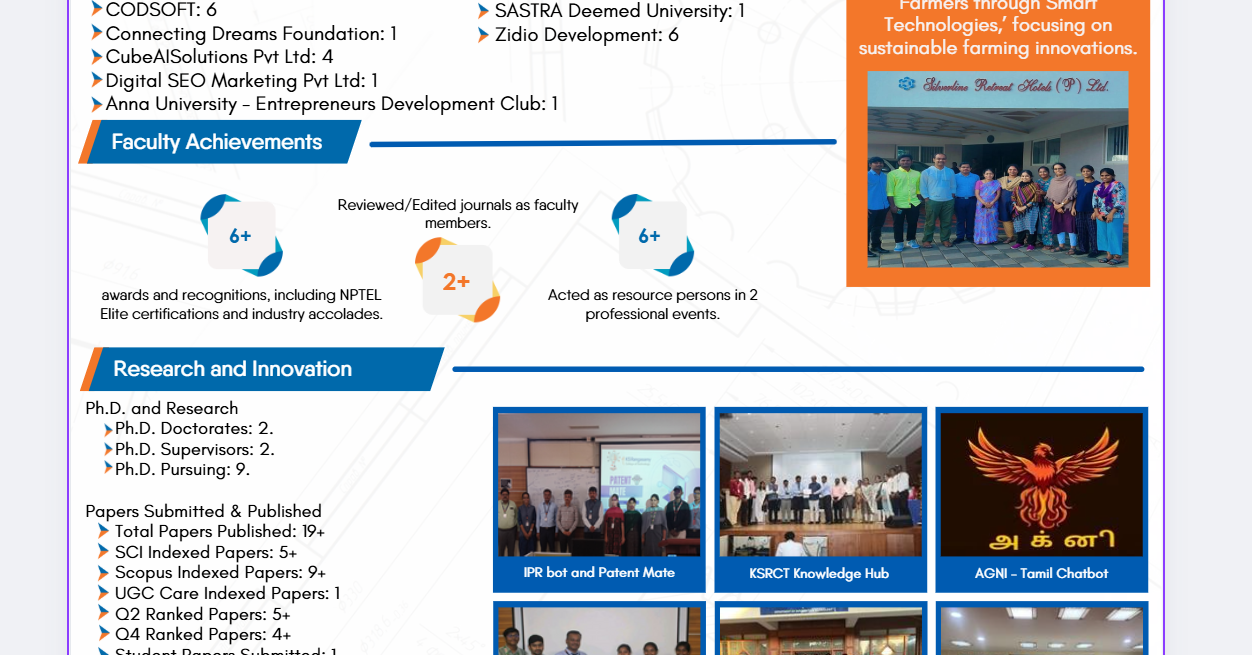 CODSOFT: 6
Connecting Dreams Foundation: 1
CubeAISolutions Pvt Ltd: 4
Digital SEO Marketing Pvt Ltd: 1
Anna University – Entrepreneurs Development Club: 1
SASTRA Deemed University: 1
Zidio Development: 6
Farmers through Smart
Technologies,' focusing on
sustainable farming innovations.
Silverline Retreat Hotels (P) Ltd.
Faculty Achievements
6+
awards and recognitions, including NPTEL
Elite certifications and industry accolades.
Reviewed/Edited journals as faculty
members.
2+
6+
Acted as resource persons in 2
professional events.
Research and Innovation
Ph.D. and Research
Ph.D. Doctorates: 2.
Ph.D. Supervisors: 2.
Ph.D. Pursuing: 9.
Papers Submitted & Published
Total Papers Published: 19+
SCI Indexed Papers: 5+
Scopus Indexed Papers: 9+
UGC Care Indexed Papers: 1
Q2 Ranked Papers: 5+
Q4 Ranked Papers: 4+
Student Papers Submitted: 1
PATENT
MATE
IPR bot and Patent Mate
KSRCT Knowledge Hub
அக்னி
AGNI – Tamil Chatbot